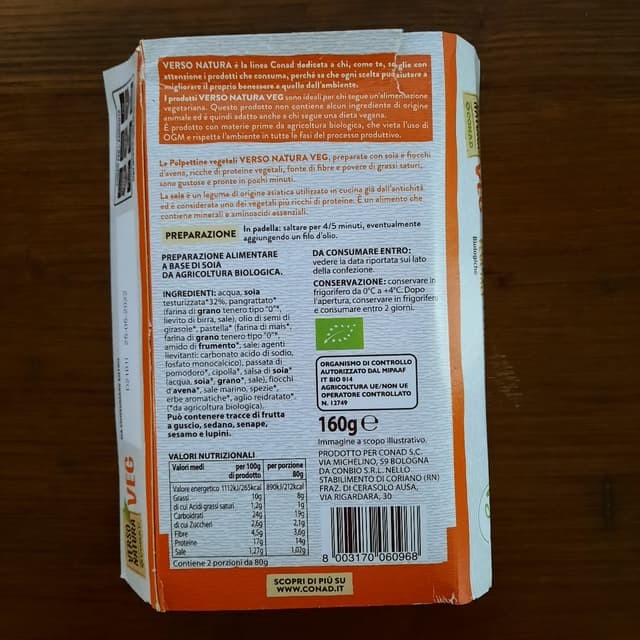 VERSO NATURA è la linea Conad dedicata a chi, come te, sceglie con
attenzione i prodotti che consuma, perché sa che ogni scelta può aiutare a
migliorare il proprio benessere e quello dell'ambiente.
I prodotti VERSO NATURA VEG sono ideali per chi segue un'alimentazione
vegetariana. Questo prodotto non contiene alcun ingrediente di origine
animale ed è quindi adatto anche a chi segue una dieta vegana.
È prodotto con materie prime da agricoltura biologica, che vieta l'uso di
OGM e rispetta l'ambiente in tutte le fasi del processo produttivo.
Le Polpettine vegetali VERSO NATURA VEG, preparate con soia e fiocchi
d'avena, ricche di proteine vegetali, fonte di fibre e povere di grassi saturi,
sono gustose e pronte in pochi minuti.
La soia è un legume di origine asiatica utilizzato in cucina già dall'antichità
ed è considerata uno dei vegetali più ricchi di proteine. È un alimento che
contiene minerali e aminoacidi essenziali.
PREPARAZIONE
In padella: saltare per 4/5 minuti, eventualmente
aggiungendo un filo d'olio.
PREPARAZIONE ALIMENTARE
A BASE DI SOIA
DA AGRICOLTURA BIOLOGICA.
INGREDIENTI: acqua, soia
testurizzata*32%, pangrattato*
(farina di grano tenero tipo "0"*,
lievito di birra, sale), olio di semi di
girasole*, pastella* (farina di mais*,
farina di grano tenero tipo "0"*,
amido di frumento*, sale; agenti
lievitanti: carbonato acido di sodio,
fosfato monocalcico), passata di
pomodoro*, cipolla*, salsa di soia*
(acqua, soia*, grano*, sale), fiocchi
d'avena*, sale marino, spezie*,
erbe aromatiche*, aglio reidratato*.
(*da agricoltura biologica).
Può contenere tracce di frutta
a guscio, sedano, senape,
sesamo e lupini.
VALORI NUTRIZIONALI
Valori medi per 100g di prodotto per porzione 80g
Valore energetico 1112kJ/265kcal 890kJ/212kcal
Grassi 10g 8g
di cui Acidi grassi saturi 1,2g 1g
Carboidrati 24g 19g
di cui Zuccheri 2,6g 2,1g
Fibre 4,5g 3,6g
Proteine 17g 14g
Sale 1,27g 1,02g
Contiene 2 porzioni da 80g
DA CONSUMARE ENTRO:
vedere la data riportata sul lato
della confezione.
CONSERVAZIONE: conservare in
frigorifero da 0°C a +4°C. Dopo
l'apertura, conservare in frigorifero
e consumare entro 2 giorni.
ORGANISMO DI CONTROLLO
AUTORIZZATO DAL MIPAAF
IT BIO 014
AGRICOLTURA UE/NON UE
OPERATORE CONTROLLATO
N. 12749
160g e
Immagine a scopo illustrativo.
PRODOTTO PER CONAD S.C.
VIA MICHELINO, 59 BOLOGNA
DA CONBIO S.R.L. NELLO
STABILIMENTO DI CORIANO (RN)
FRAZ. DI CERASOLO AUSA,
VIA RIGARDARA, 30
8 003170 060968
SCOPRI DI PIÙ SU
WWW.CONAD.IT
VERSO
NATURA
VEG
CONAD
Biologiche